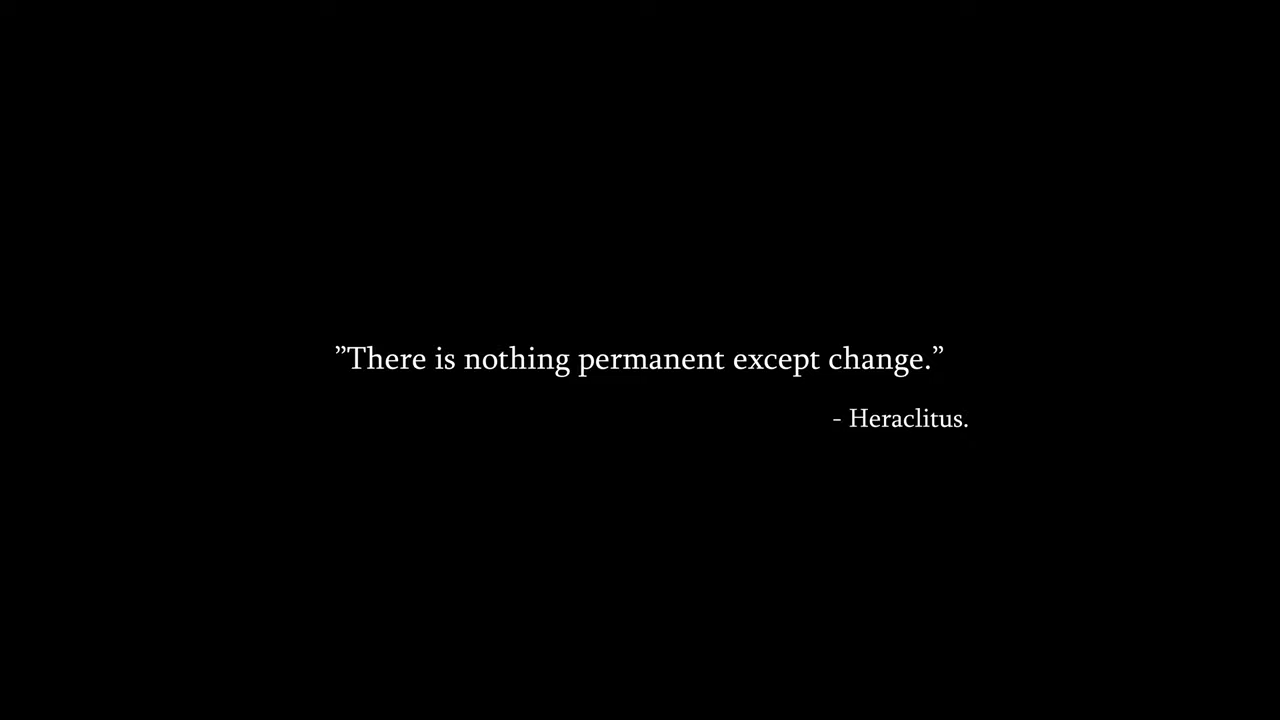 ”There is nothing permanent except change.”
- Heraclitus.